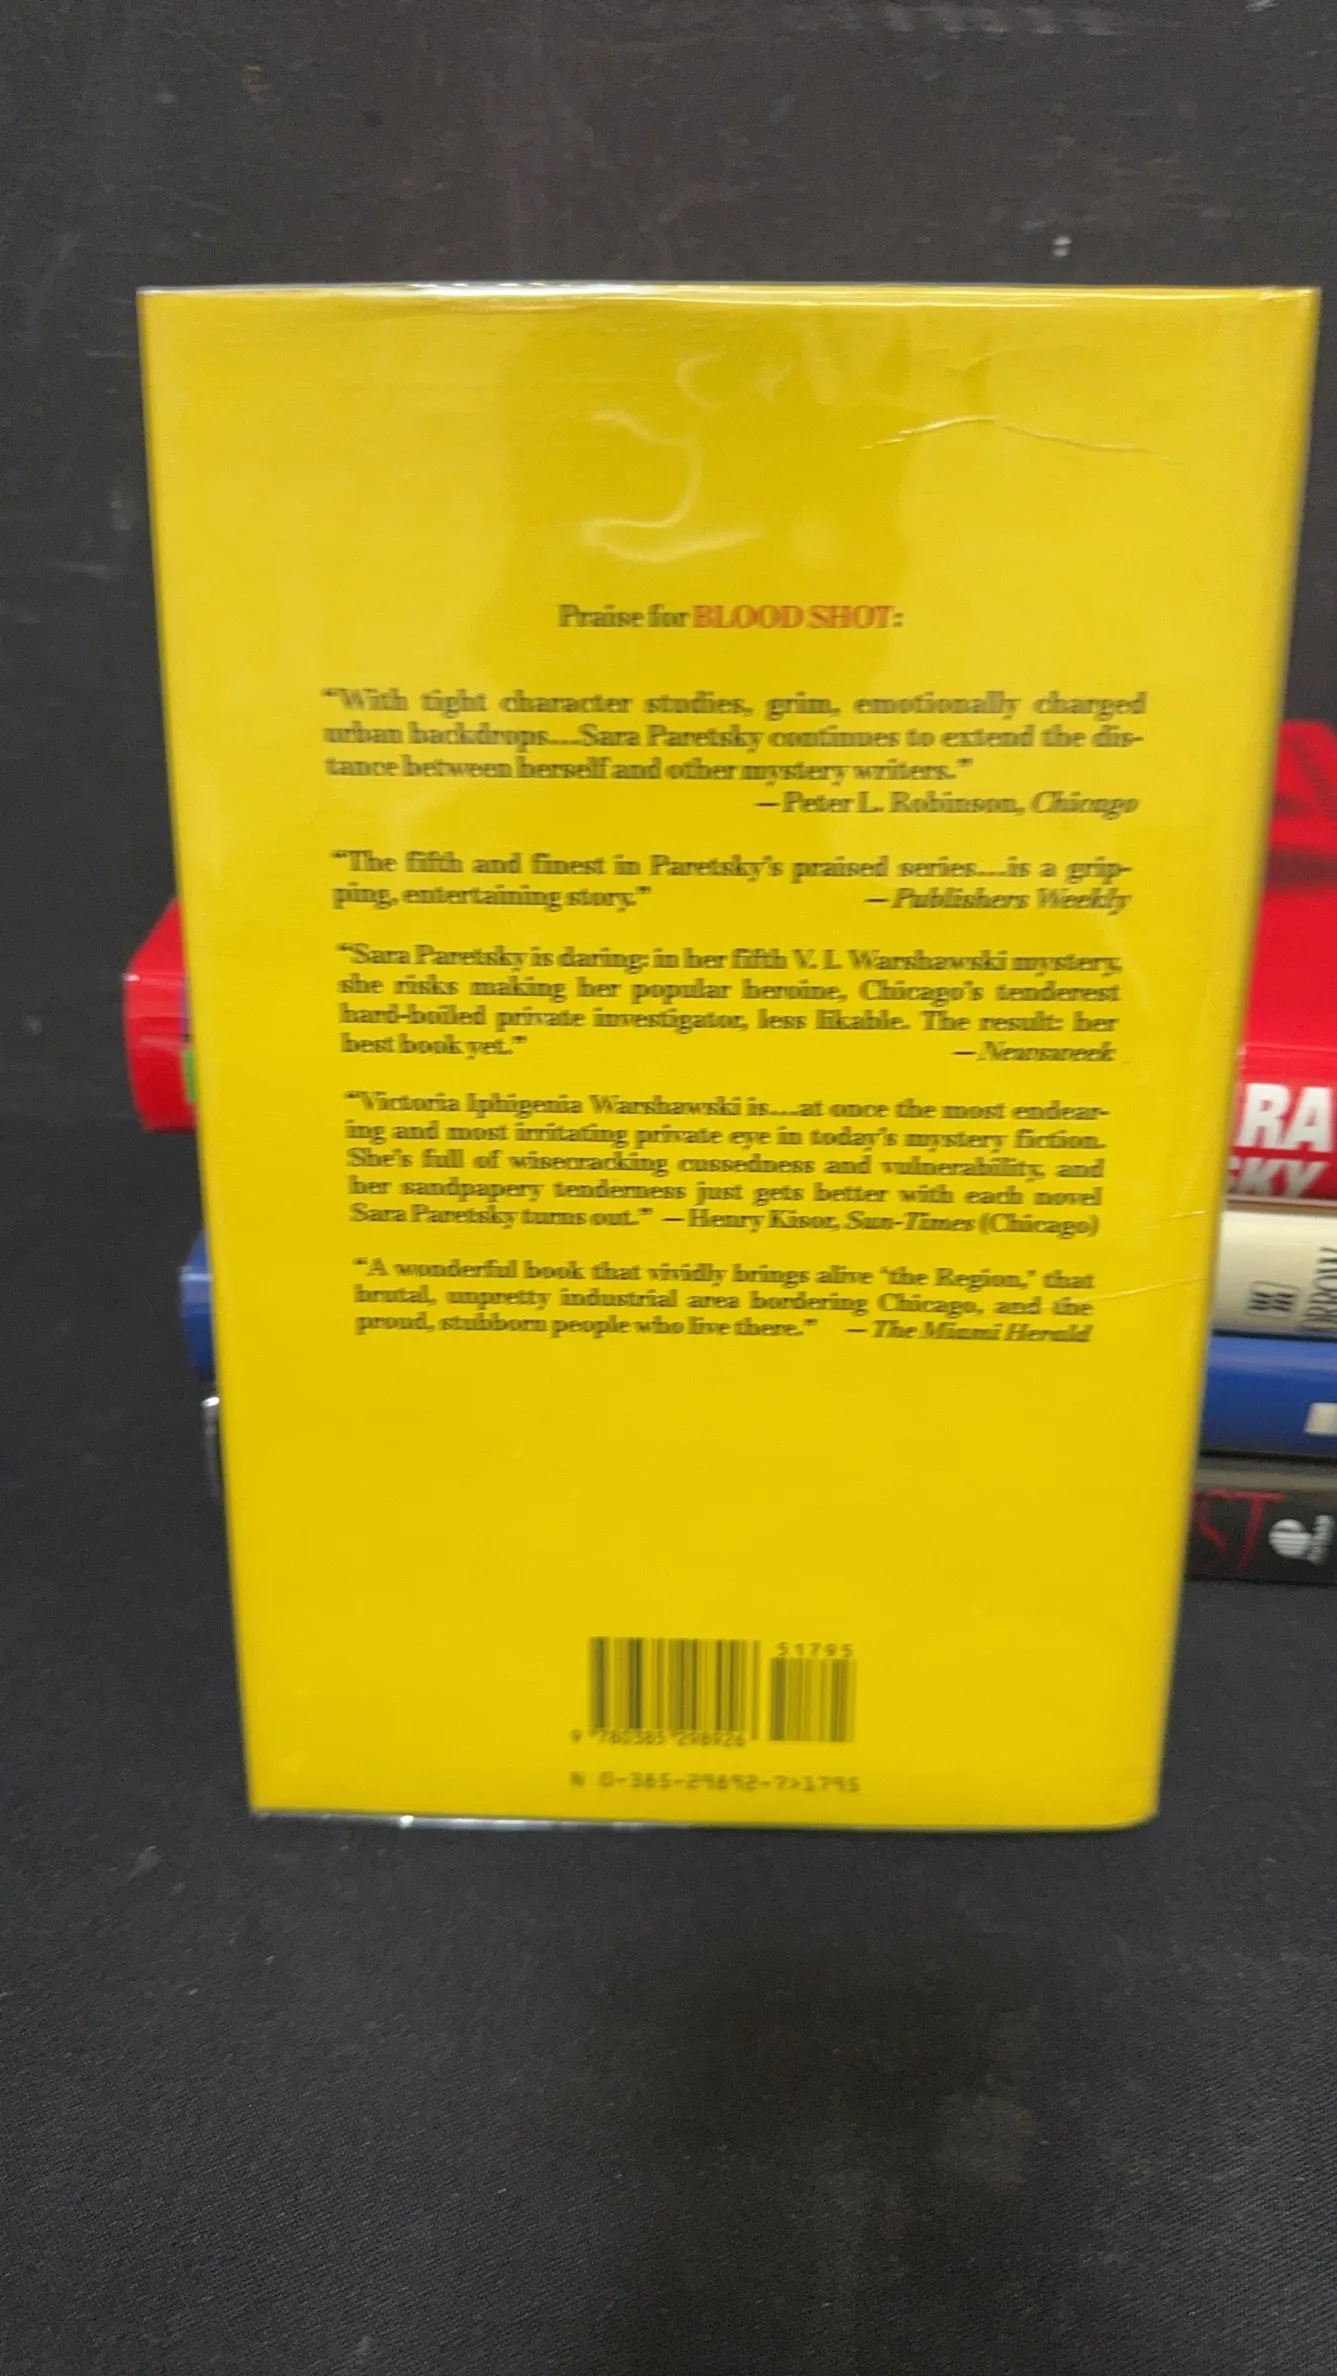 Praise for BLOOD SHOT:
“With tight character studies, grim, emotionally charged
urban backdrops....Sara Paretsky continues to extend the dis-
tance between herself and other mystery writers.”
—Peter L. Robinson, Chicago
“The fifth and finest in Paretsky’s praised series....is a grip-
ping, entertaining story.” —Publishers Weekly
“Sara Paretsky is daring: in her fifth V. I. Warshawski mystery,
she risks making her popular heroine, Chicago’s tenderest
hard-boiled private investigator, less likable. The result: her
best book yet.” —Newsweek
“Victoria Iphigenia Warshawski is....at once the most endear-
ing and most irritating private eye in today’s mystery fiction.
She’s full of wisecracking cussedness and vulnerability, and
her sandpapery tenderness just gets better with each novel
Sara Paretsky turns out.” —Henry Kisor, Sun-Times (Chicago)
“A wonderful book that vividly brings alive ‘the Region,’ that
brutal, unpretty industrial area bordering Chicago, and the
proud, stubborn people who live there.” —The Miami Herald
51795
9 780385 298926
N 0-385-29892-7>1795
RA
CKY
ST